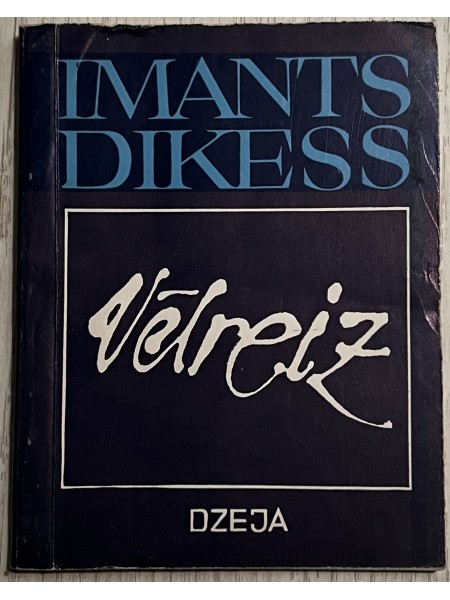 IMANTS
DIKESS
Vēlreiz
DZEJA